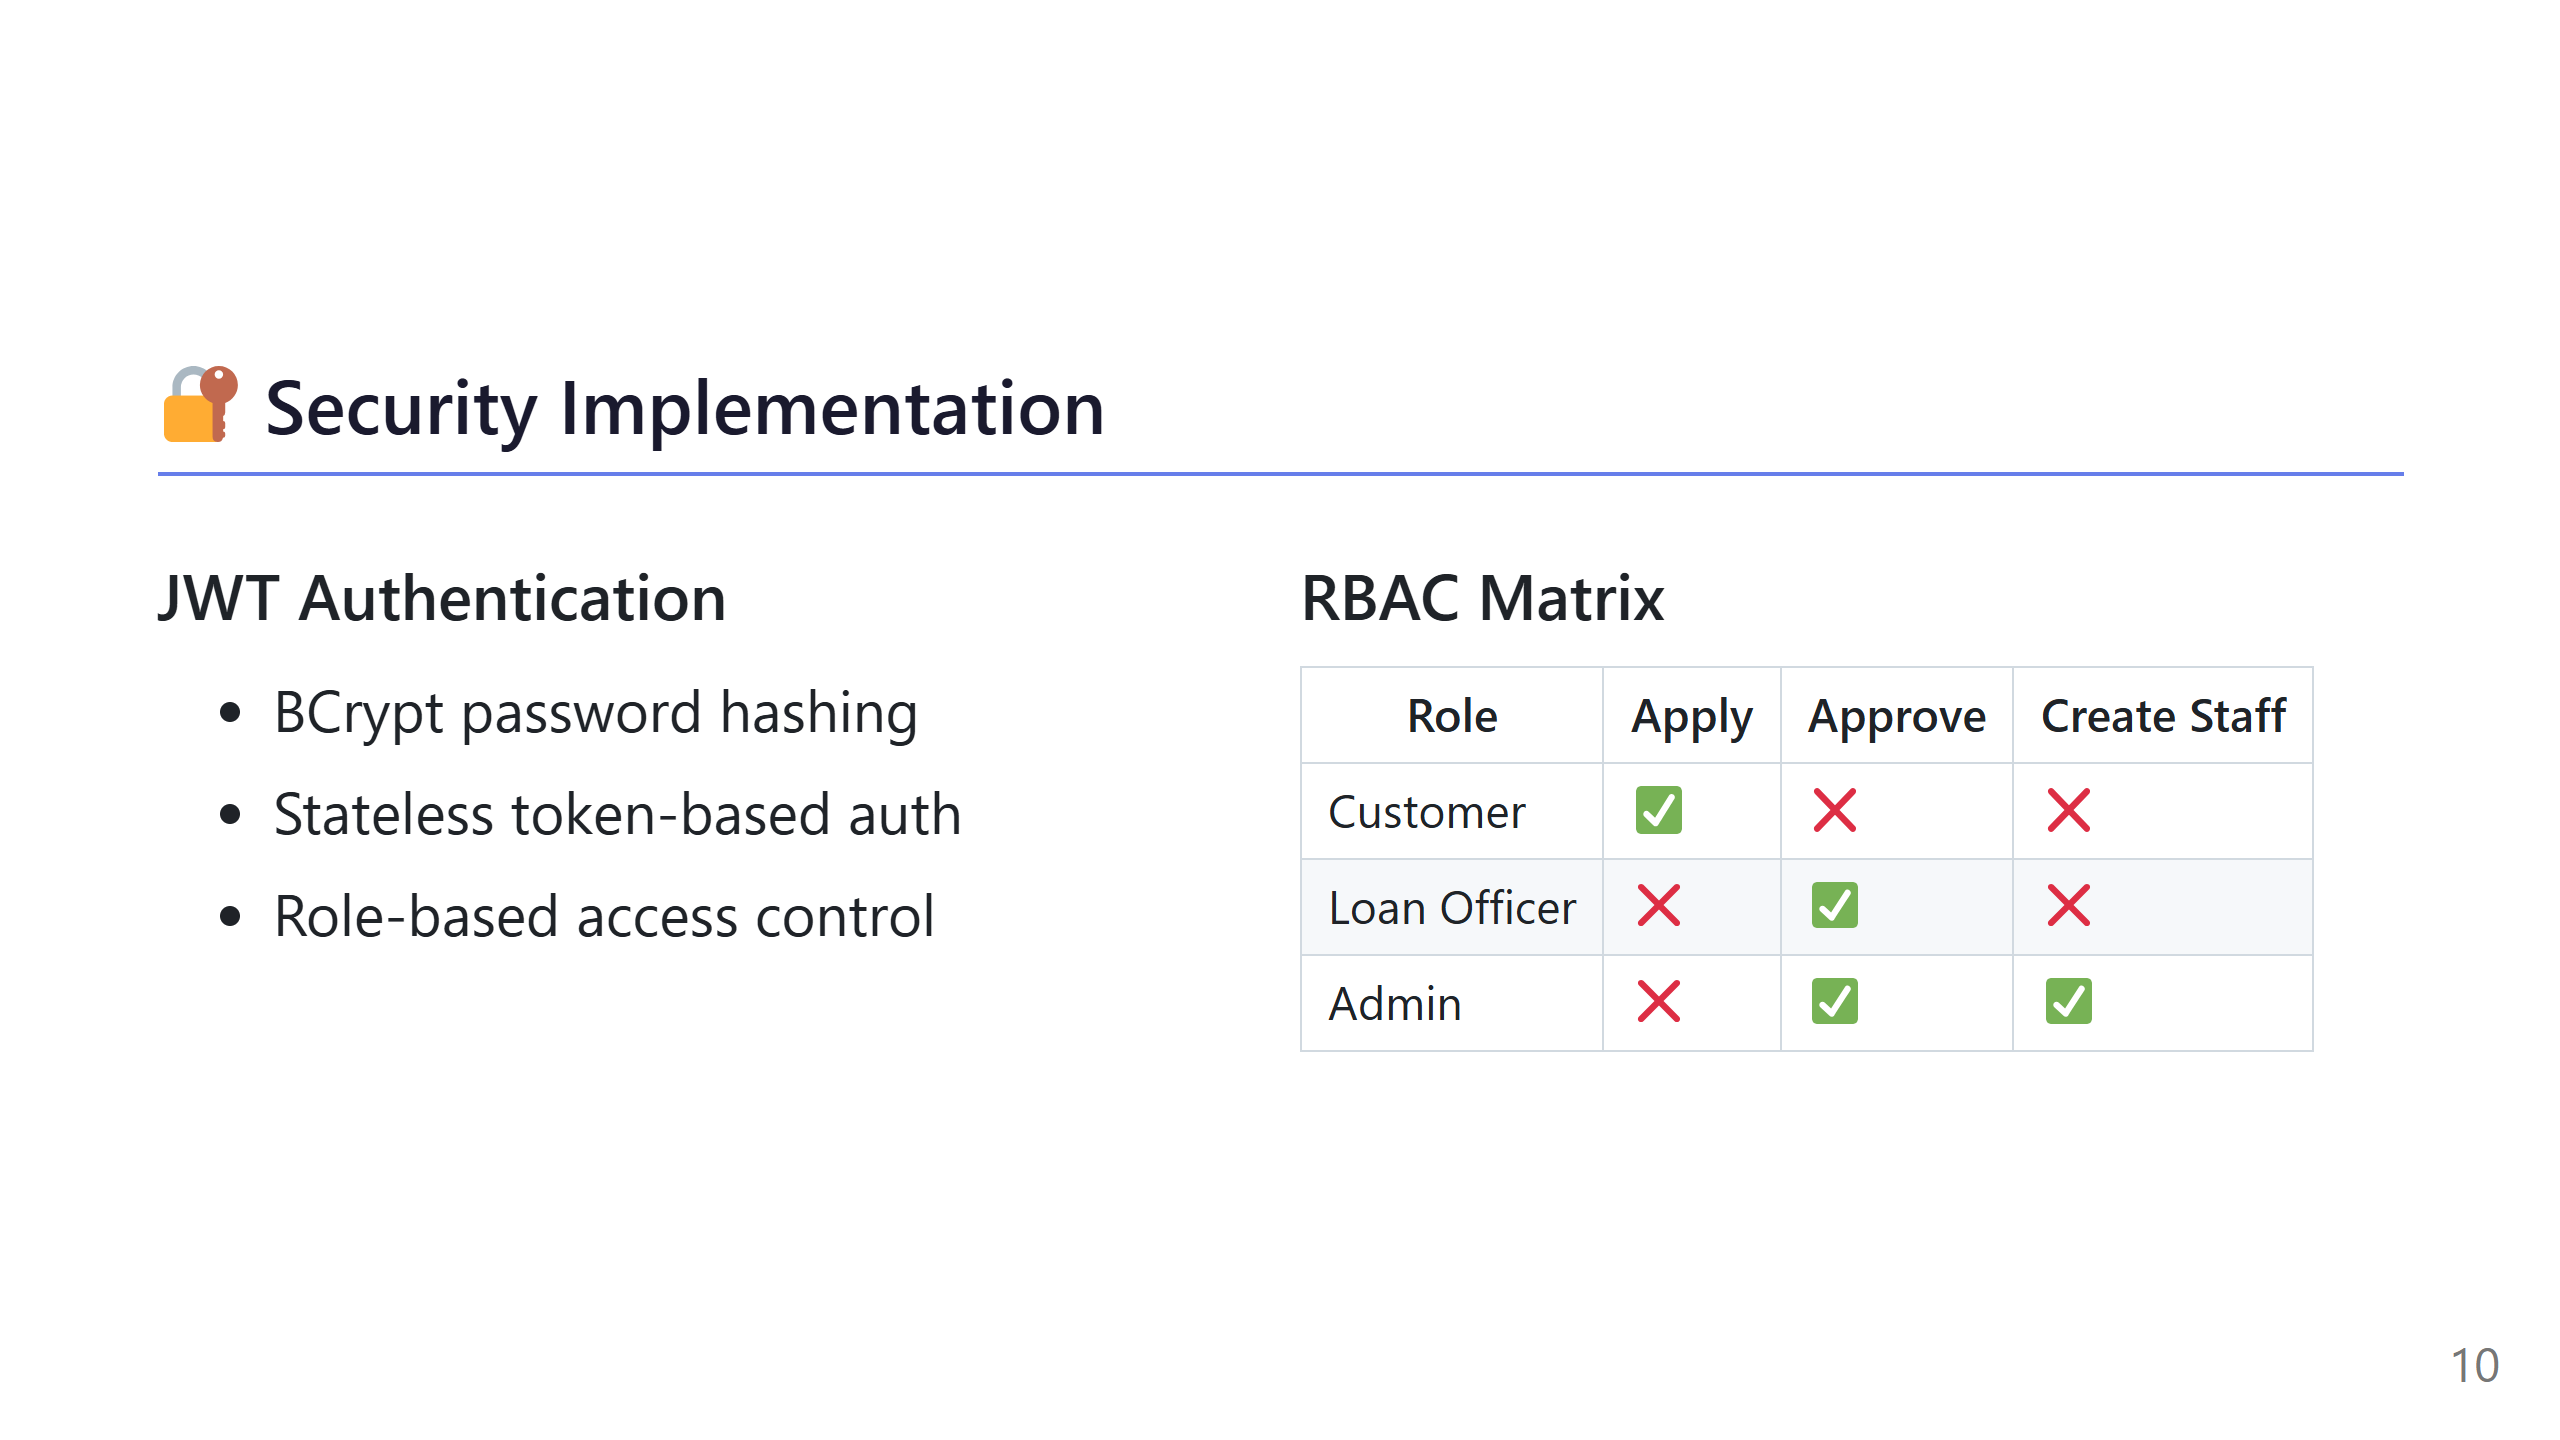 🔐 Security Implementation
JWT Authentication
• BCrypt password hashing
• Stateless token-based auth
• Role-based access control
RBAC Matrix
Role Apply Approve Create Staff
Customer ✅ ❌ ❌
Loan Officer ❌ ✅ ❌
Admin ❌ ✅ ✅
10